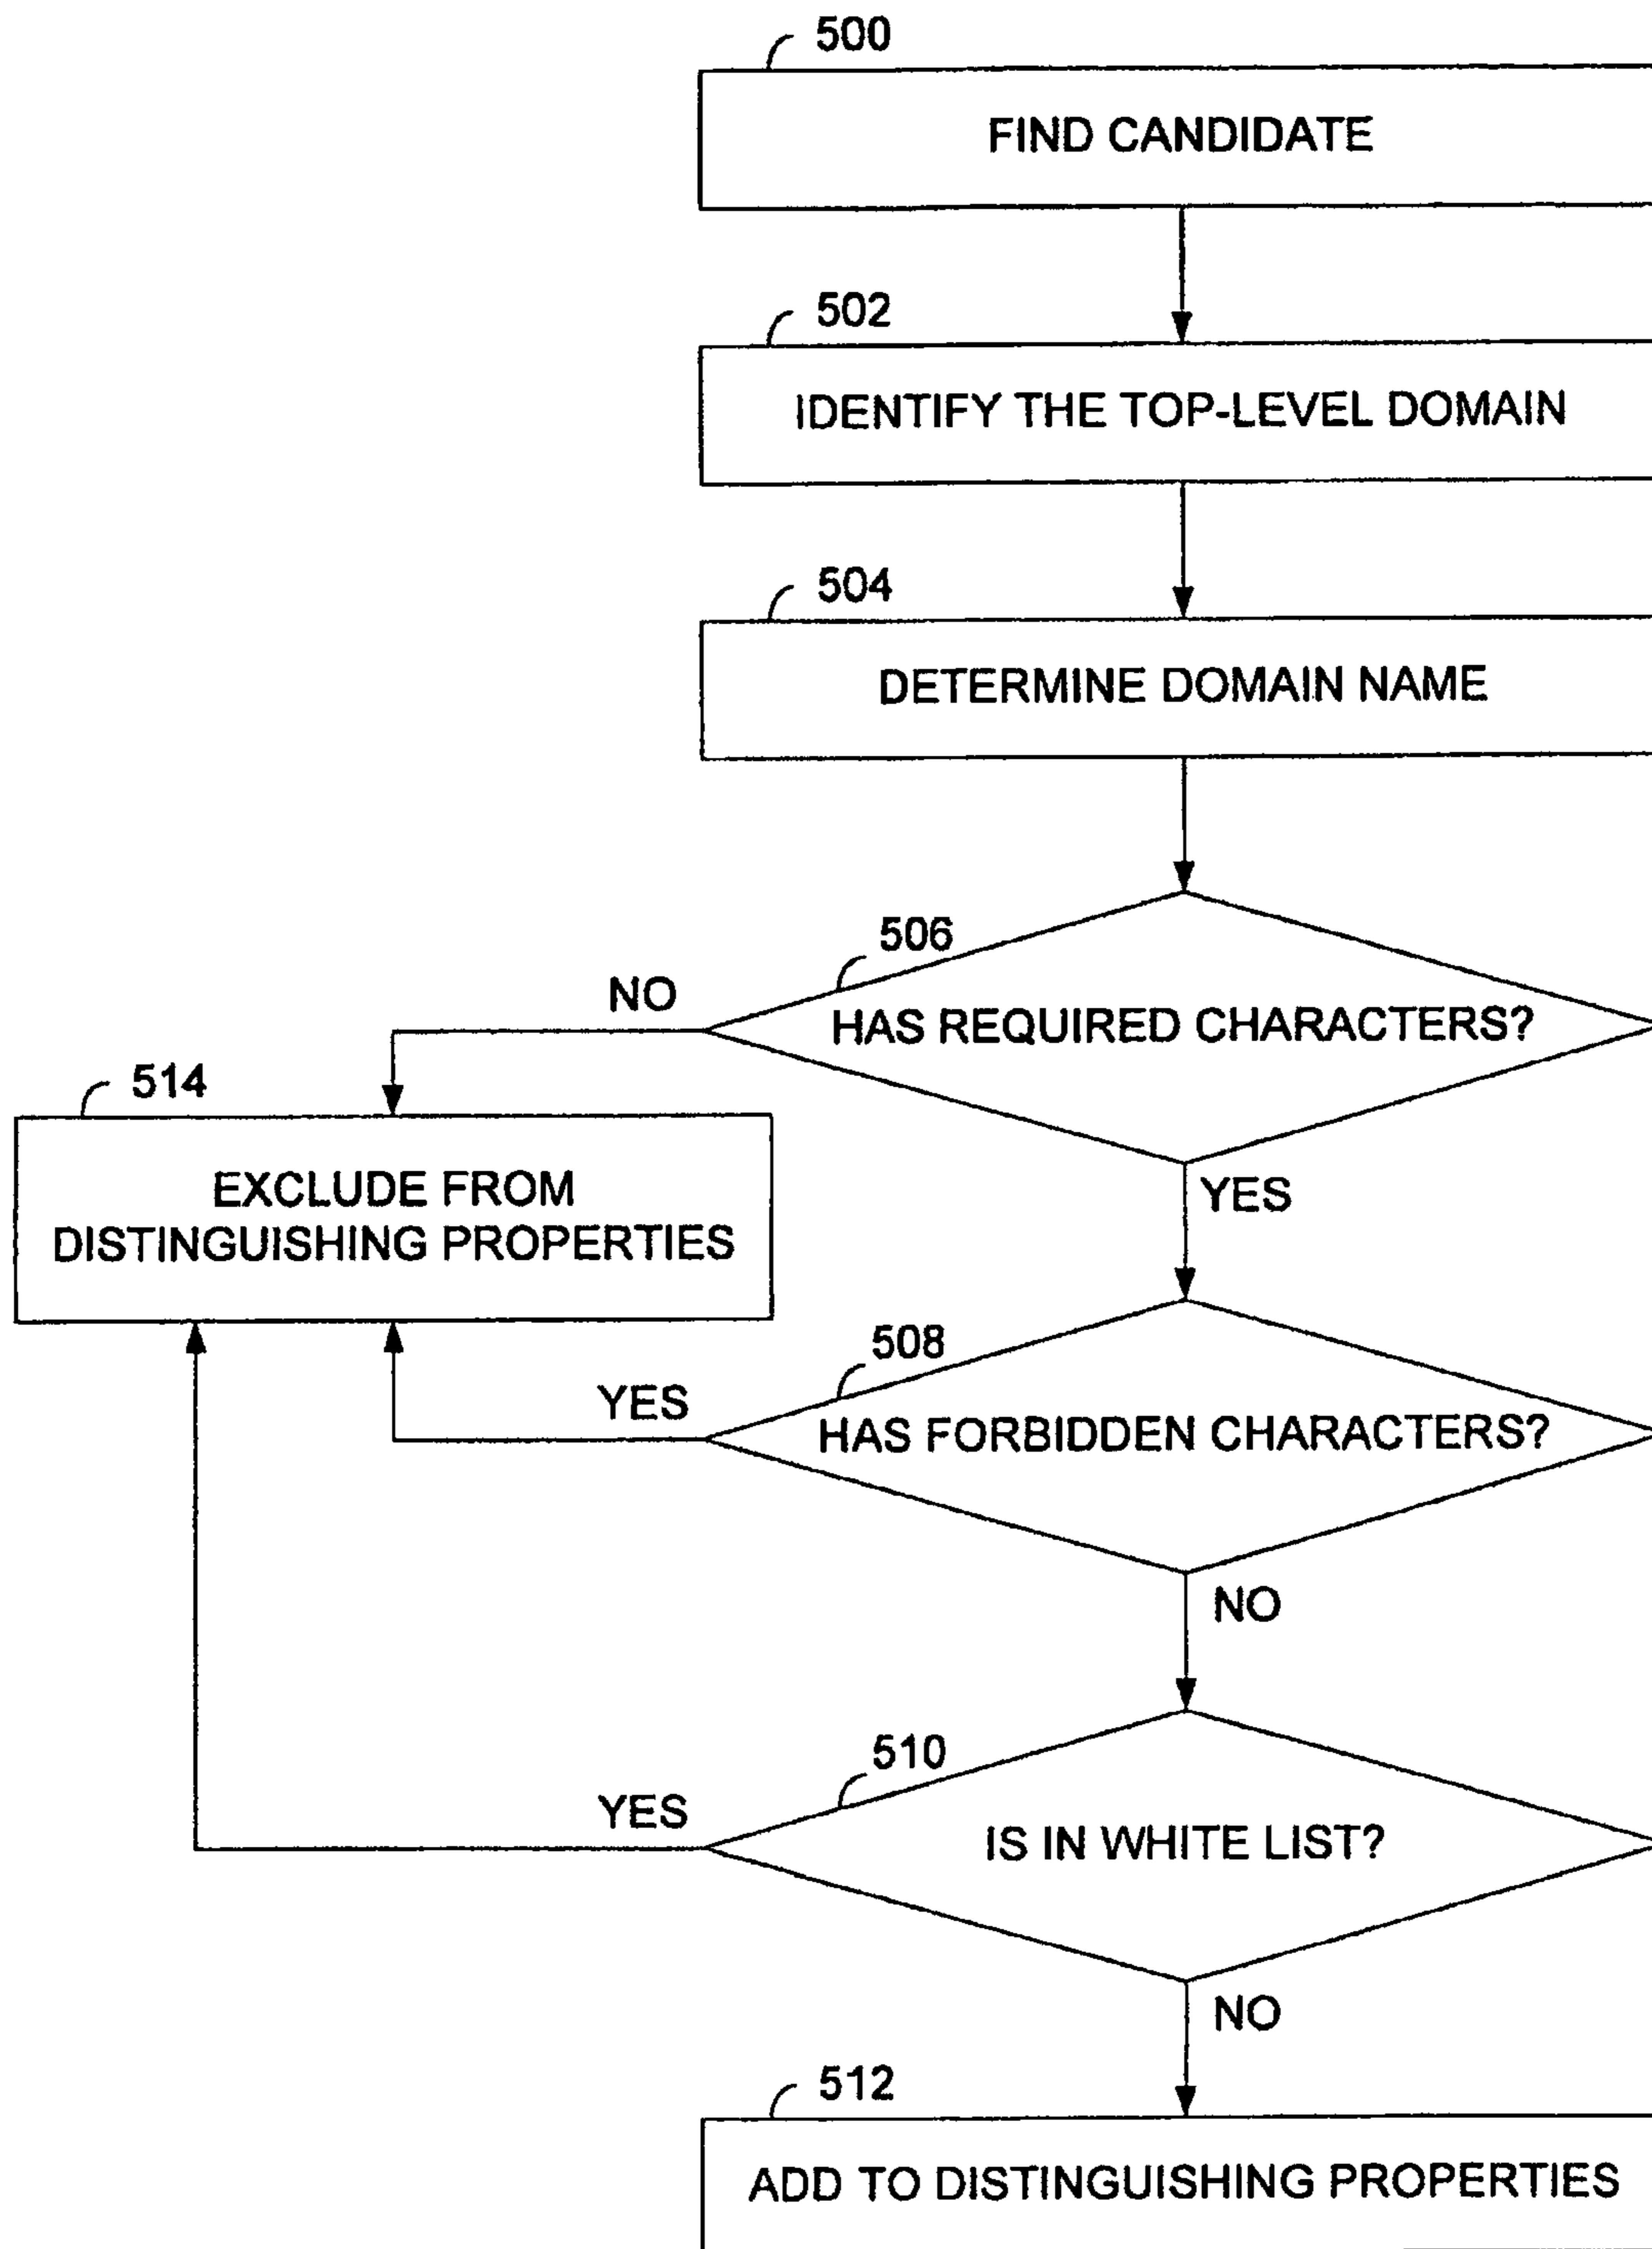 500
FIND CANDIDATE
502
IDENTIFY THE TOP-LEVEL DOMAIN
504
DETERMINE DOMAIN NAME
506
NO
HAS REQUIRED CHARACTERS?
514
EXCLUDE FROM
DISTINGUISHING PROPERTIES
YES
508
YES
HAS FORBIDDEN CHARACTERS?
NO
510
YES
IS IN WHITE LIST?
NO
512
ADD TO DISTINGUISHING PROPERTIES